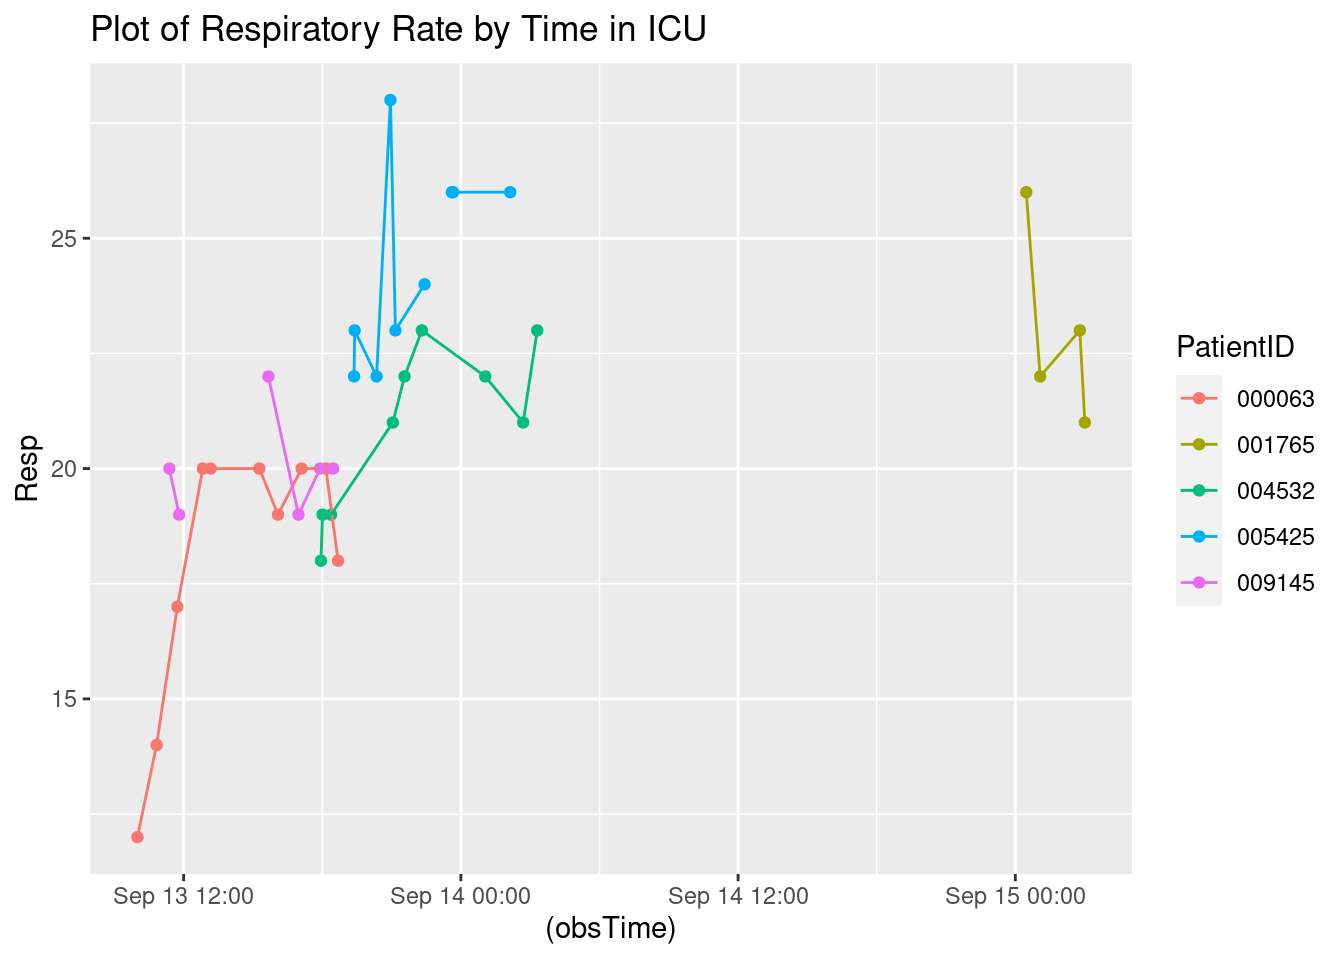 Plot of Respiratory Rate by Time in ICU
Resp
25
20
15
Sep 13 12:00
Sep 14 00:00
Sep 14 12:00
Sep 15 00:00
(obsTime)
PatientID
000063
001765
004532
005425
009145